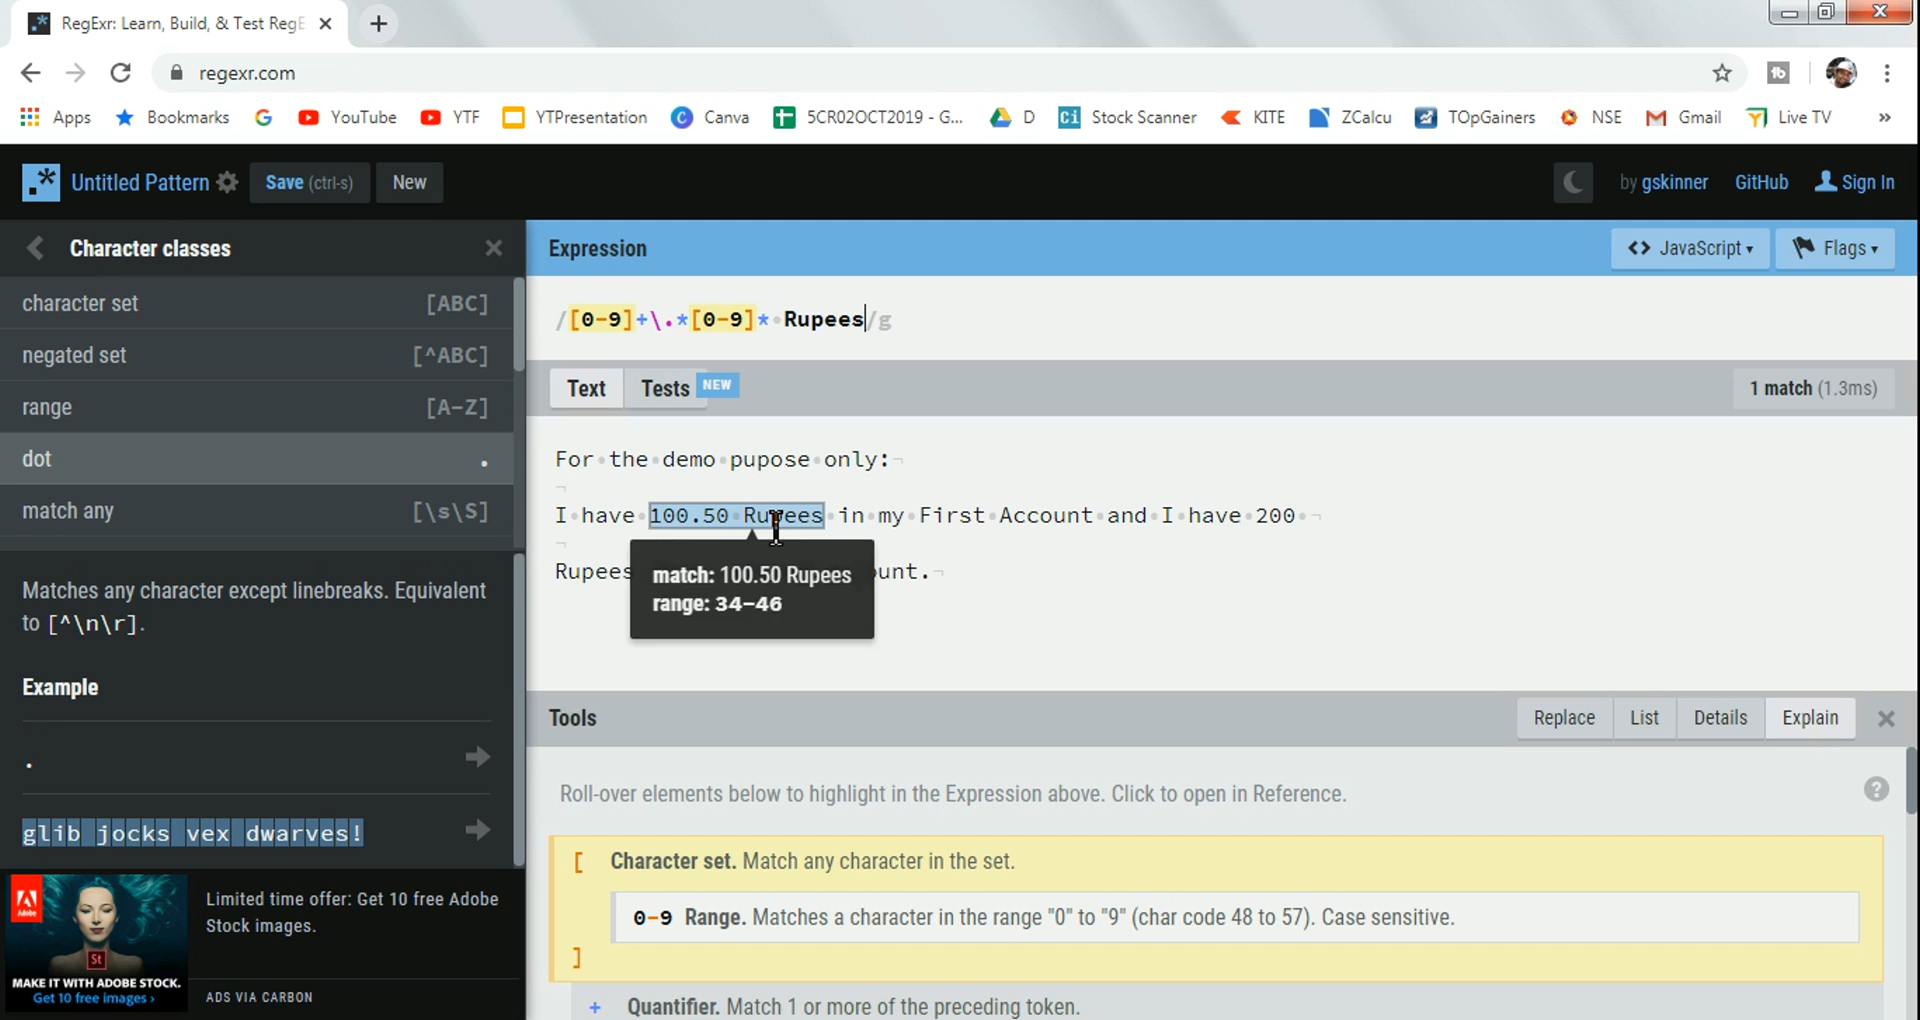 RegExr: Learn, Build, & Test RegE
regexr.com
Apps Bookmarks YouTube YTF YTPresentation Canva 5CR02OCT2019 - G... D Stock Scanner KITE ZCalcu TOpGainers NSE Gmail Live TV »
Untitled Pattern Save (ctrl-s) New by gskinner GitHub Sign In
Character classes
character set [ABC]
negated set [^ABC]
range [A-Z]
dot .
match any [\s\S]
Matches any character except linebreaks. Equivalent
to [^\n\r].
Example
.
glib jocks vex dwarves!
MAKE IT WITH ADOBE STOCK.
Get 10 free images ›
Limited time offer: Get 10 free Adobe
Stock images.
ADS VIA CARBON
Expression <> JavaScript Flags
/[0-9]+\.*[0-9]* Rupees/g
Text Tests NEW 1 match (1.3ms)
For the demo pupose only:
I have 100.50 Rupees in my First Account and I have 200
Rupees unt.
match: 100.50 Rupees
range: 34-46
Tools Replace List Details Explain
Roll-over elements below to highlight in the Expression above. Click to open in Reference.
[ Character set. Match any character in the set.
0-9 Range. Matches a character in the range "0" to "9" (char code 48 to 57). Case sensitive.
]
+ Quantifier. Match 1 or more of the preceding token.